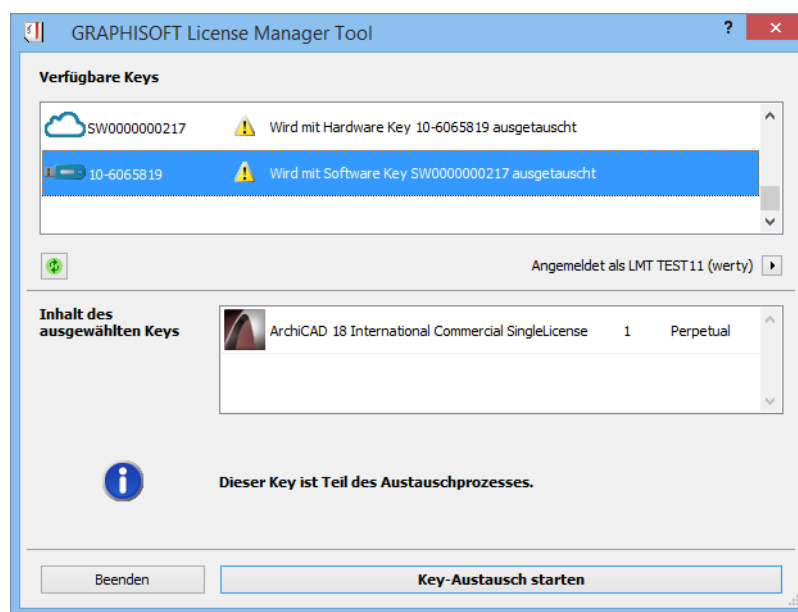 GRAPHISOFT License Manager Tool
?
Verfügbare Keys
SW0000000217 Wird mit Hardware Key 10-6065819 ausgetauscht
10-6065819 Wird mit Software Key SW0000000217 ausgetauscht
Angemeldet als LMT TEST11 (werty)
Inhalt des
ausgewählten Keys
ArchiCAD 18 International Commercial SingleLicense 1 Perpetual
Dieser Key ist Teil des Austauschprozesses.
Beenden Key-Austausch starten